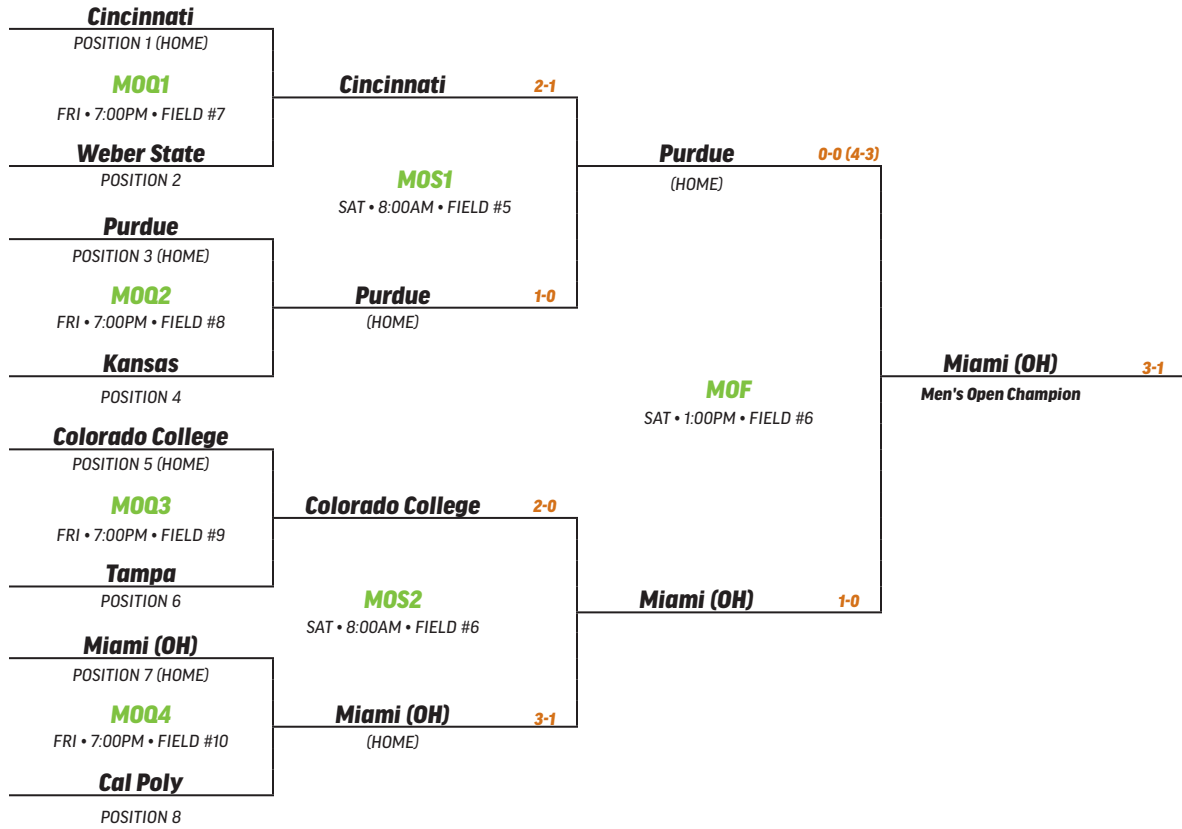 Cincinnati
POSITION 1 (HOME)
MOQ1
FRI • 7:00PM • FIELD #7
Weber State
POSITION 2
Purdue
POSITION 3 (HOME)
MOQ2
FRI • 7:00PM • FIELD #8
Kansas
POSITION 4
Colorado College
POSITION 5 (HOME)
MOQ3
FRI • 7:00PM • FIELD #9
Tampa
POSITION 6
Miami (OH)
POSITION 7 (HOME)
MOQ4
FRI • 7:00PM • FIELD #10
Cal Poly
POSITION 8
Cincinnati 2-1
MOS1
SAT • 8:00AM • FIELD #5
Purdue 1-0
(HOME)
Colorado College 2-0
MOS2
SAT • 8:00AM • FIELD #6
Miami (OH) 3-1
(HOME)
Purdue 0-0 (4-3)
(HOME)
MOF
SAT • 1:00PM • FIELD #6
Miami (OH) 1-0
Miami (OH) 3-1
Men's Open Champion